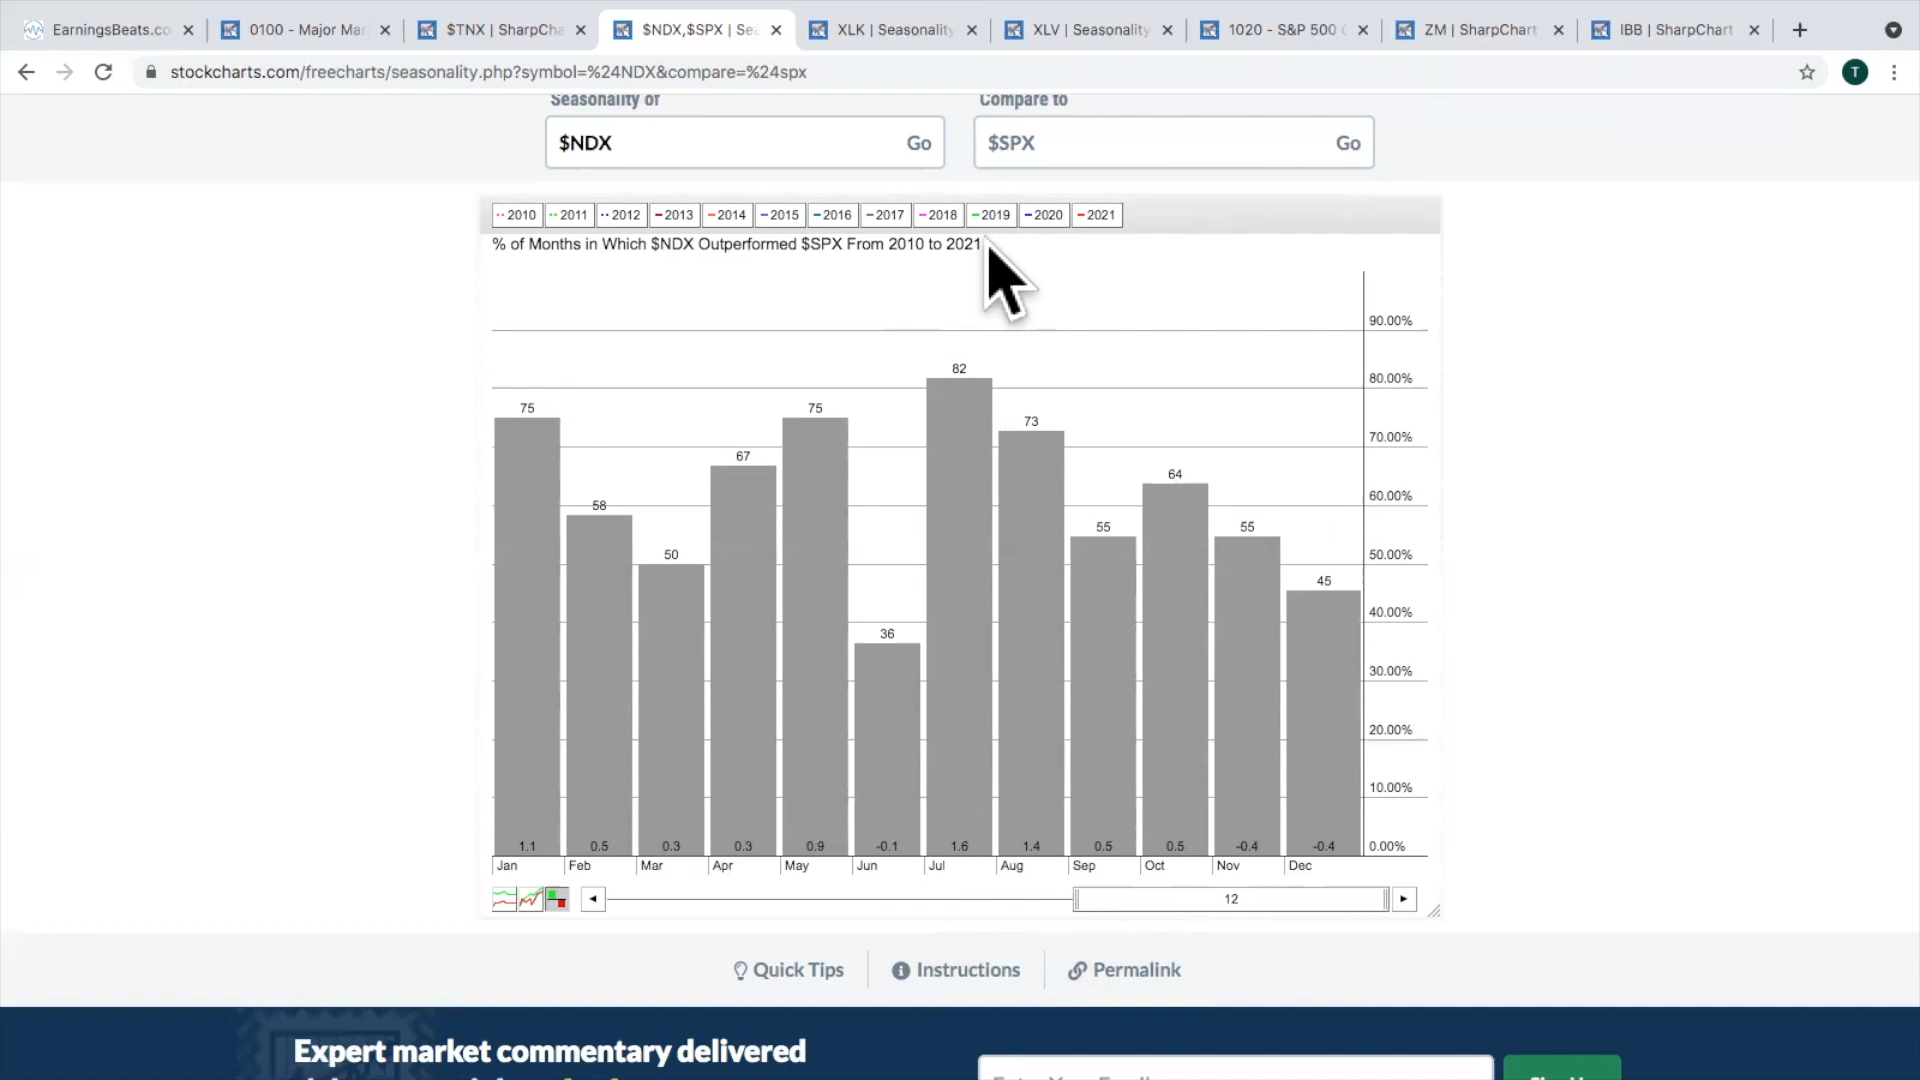 EarningsBeats.co
0100 - Major Mar
$TNX | SharpCha
$NDX,$SPX | Sea
XLK | Seasonality
XLV | Seasonality
1020 - S&P 500
ZM | SharpChart
IBB | SharpChart
stockcharts.com/freecharts/seasonality.php?symbol=%24NDX&compare=%24spx
T
Seasonality of
Compare to
$NDX Go
$SPX Go
2010 2011 2012 2013 2014 2015 2016 2017 2018 2019 2020 2021
% of Months in Which $NDX Outperformed $SPX From 2010 to 2021
90.00%
82
80.00%
75 75
73
70.00%
67
64
60.00%
58
55 55
50 50.00%
45
40.00%
36
30.00%
20.00%
10.00%
1.1 0.5 0.3 0.3 0.9 -0.1 1.6 1.4 0.5 0.5 -0.4 -0.4 0.00%
Jan Feb Mar Apr May Jun Jul Aug Sep Oct Nov Dec
12
Quick Tips
Instructions
Permalink
Expert market commentary delivered